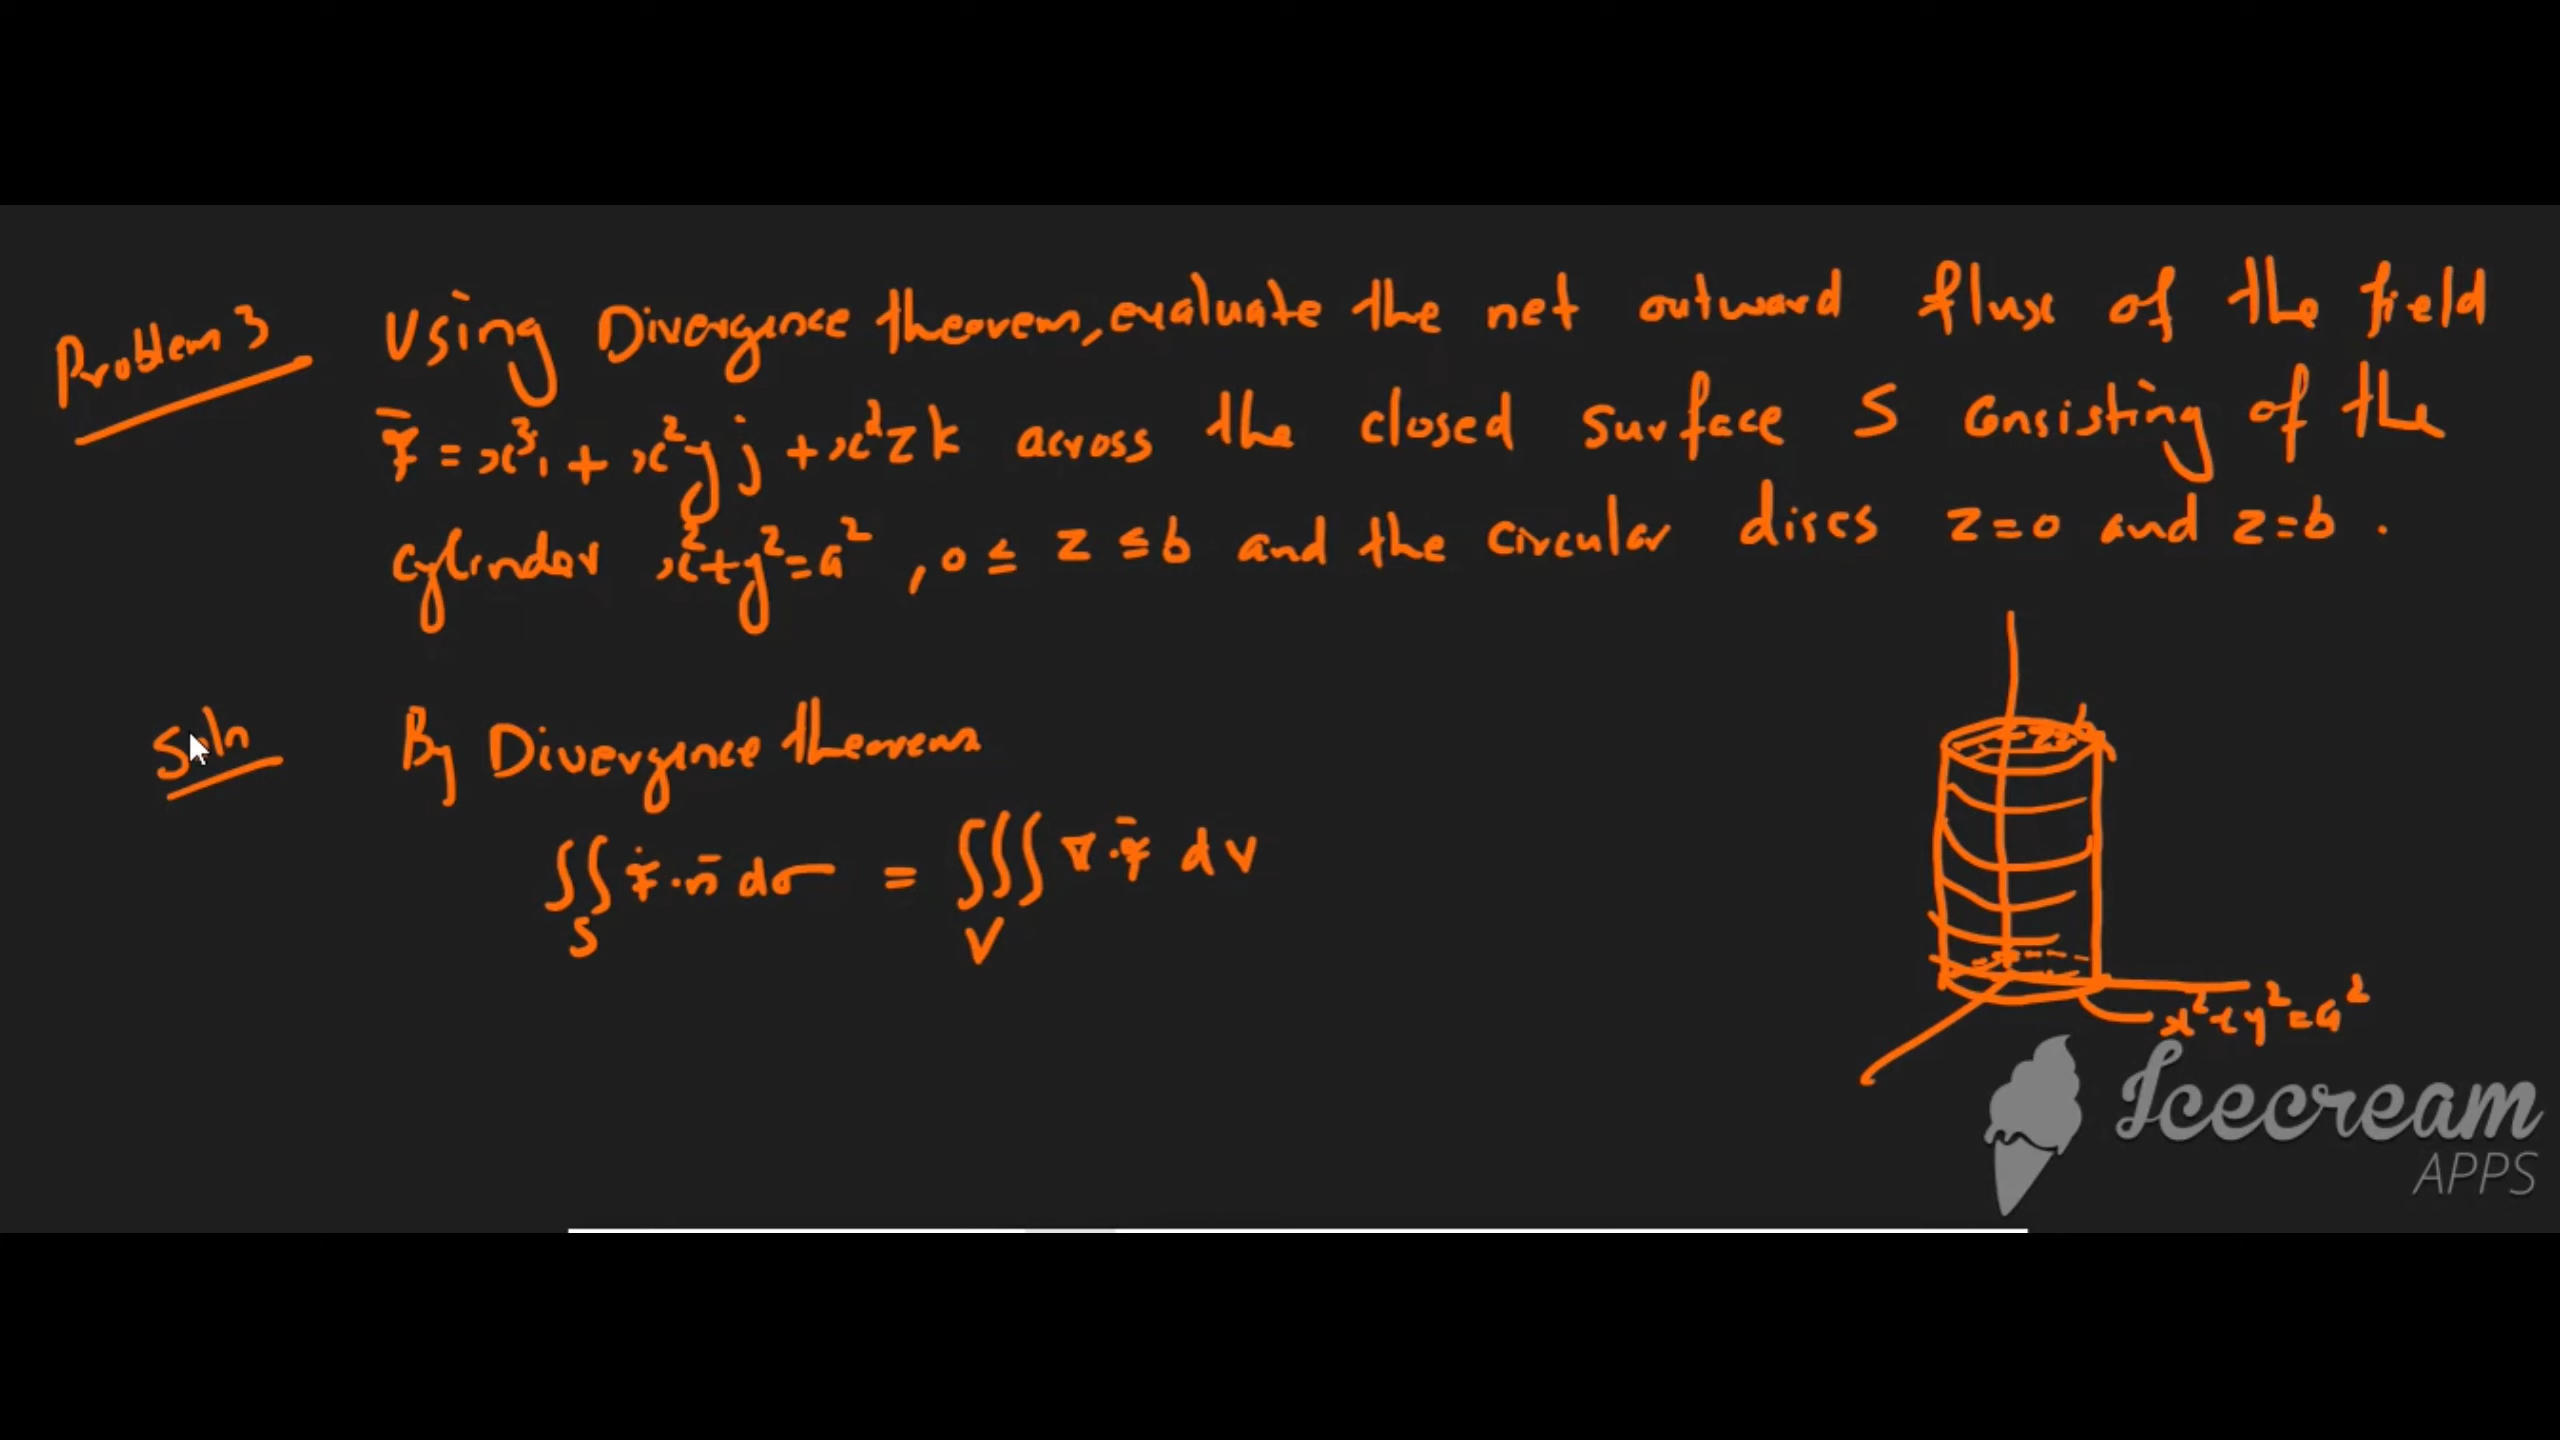 Problem 3 Using Divergence theorem, evaluate the net outward flux of the field
F̄ = x³i + x²y j + x²z k across the closed surface S consisting of the
cylinder x²+y²=a², 0 ≤ z ≤ b and the circular discs z=0 and z=b.
Soln By Divergence theorem
∬ F̄·n̄ dσ = ∭ ∇·F̄ dV
S V
x²+y²=a²
Icecream
APPS